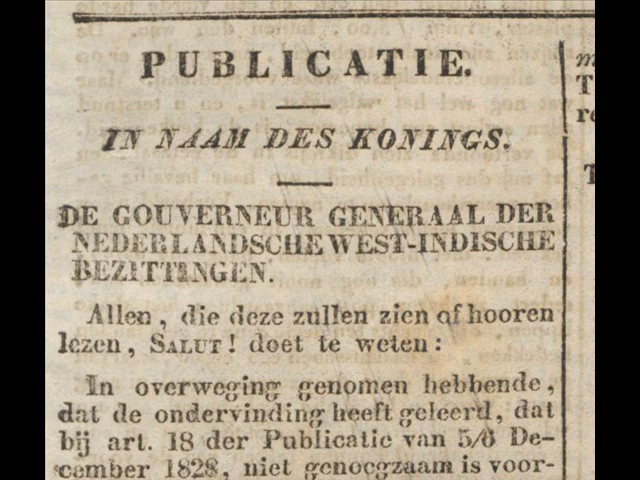 PUBLICATIE.
IN NAAM DES KONINGS.
DE GOUVERNEUR GENERAAL DER
NEDERLANDSCHE WEST-INDISCHE
BEZITTINGEN.
Allen, die deze zullen zien of hooren
lezen, SALUT! doet te weten:
In overweging genomen hebbende,
dat de ondervinding heeft geleerd, dat
bij art. 18 der Publicatie van 5/6 De-
cember 1828, niet genoegzaam is voor-